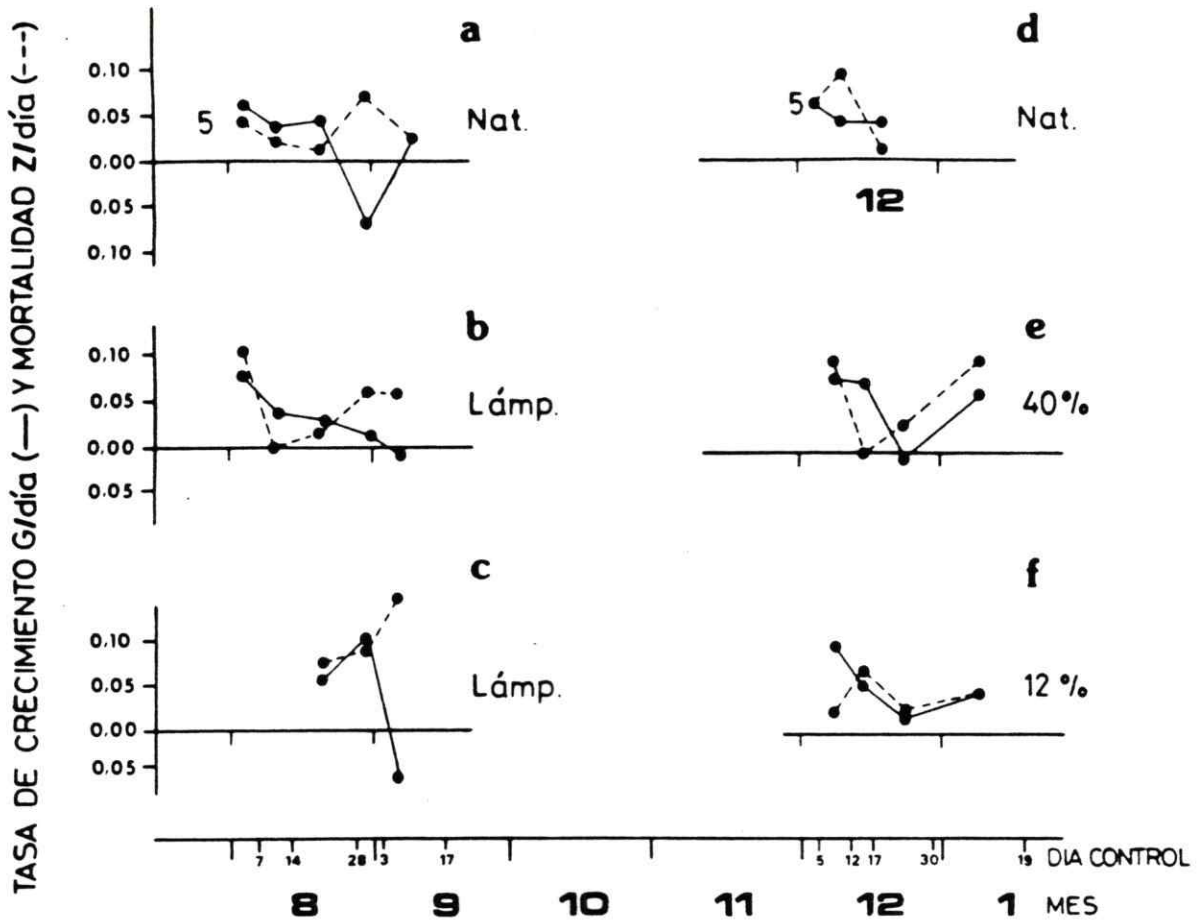 TASA DE CRECIMIENTO G/día (—) Y MORTALIDAD Z/día (---)
a
0.10
0.05
0.00
0.05
0.10
5
Nat.
d
5
Nat.
12
b
0.10
0.05
0.00
0.05
Lámp.
e
40%
c
0.10
0.05
0.00
0.05
Lámp.
f
12%
7 14 28 3 17 5 12 17 30 19 DIA CONTROL
8 9 10 11 12 1 MES